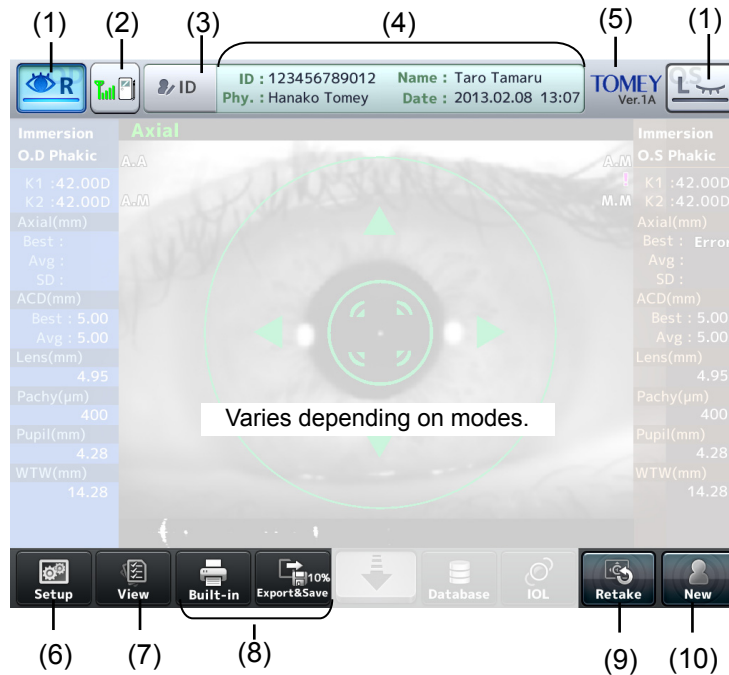 (1) (2) (3) (4) (5) (1)
R ID ID : 123456789012 Name : Taro Tamaru TOMEY L
Phy. : Hanako Tomey Date : 2013.02.08 13:07 Ver.1A
Immersion Axial Immersion
O.D Phakic A.A A.M O.S Phakic
K1 :42.00D ! K1 :42.00D
K2 :42.00D A.M M.M K2 :42.00D
Axial(mm) Axial(mm)
Best : Best : Error
Avg : Avg :
SD : SD :
ACD(mm) ACD(mm)
Best : 5.00 Best : 5.00
Avg : 5.00 Avg : 5.00
Lens(mm) Lens(mm)
4.95 4.95
Pachy(μm) Pachy(μm)
400 400
Varies depending on modes.
Pupil(mm) Pupil(mm)
4.28 4.28
WTW(mm) WTW(mm)
14.28 14.28
10%
Setup View Built-in Export&Save Database IOL Retake New
(6) (7) (8) (9) (10)